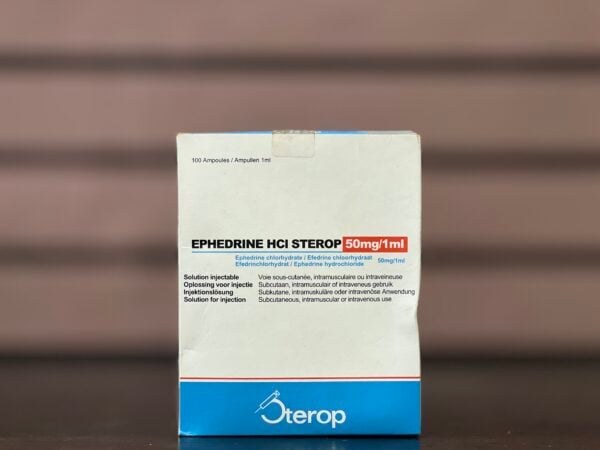 100 Ampoules / Ampullen 1ml
EPHEDRINE HCl STEROP 50mg/1ml
Ephedrine chlorhydrate / Efedrine chloorhydraat
Efedrinchlorhydrat / Ephedrine hydrochloride 50mg/1ml
Solution injectable Voie sous-cutanée, intramusculaire ou intraveineuse
Oplossing voor injectie Subcutaan, intramusculair of intraveneus gebruik
Injektionslösung Subkutane, intramuskuläre oder intravenöse Anwendung
Solution for injection Subcutaneous, intramuscular or intravenous use
Sterop